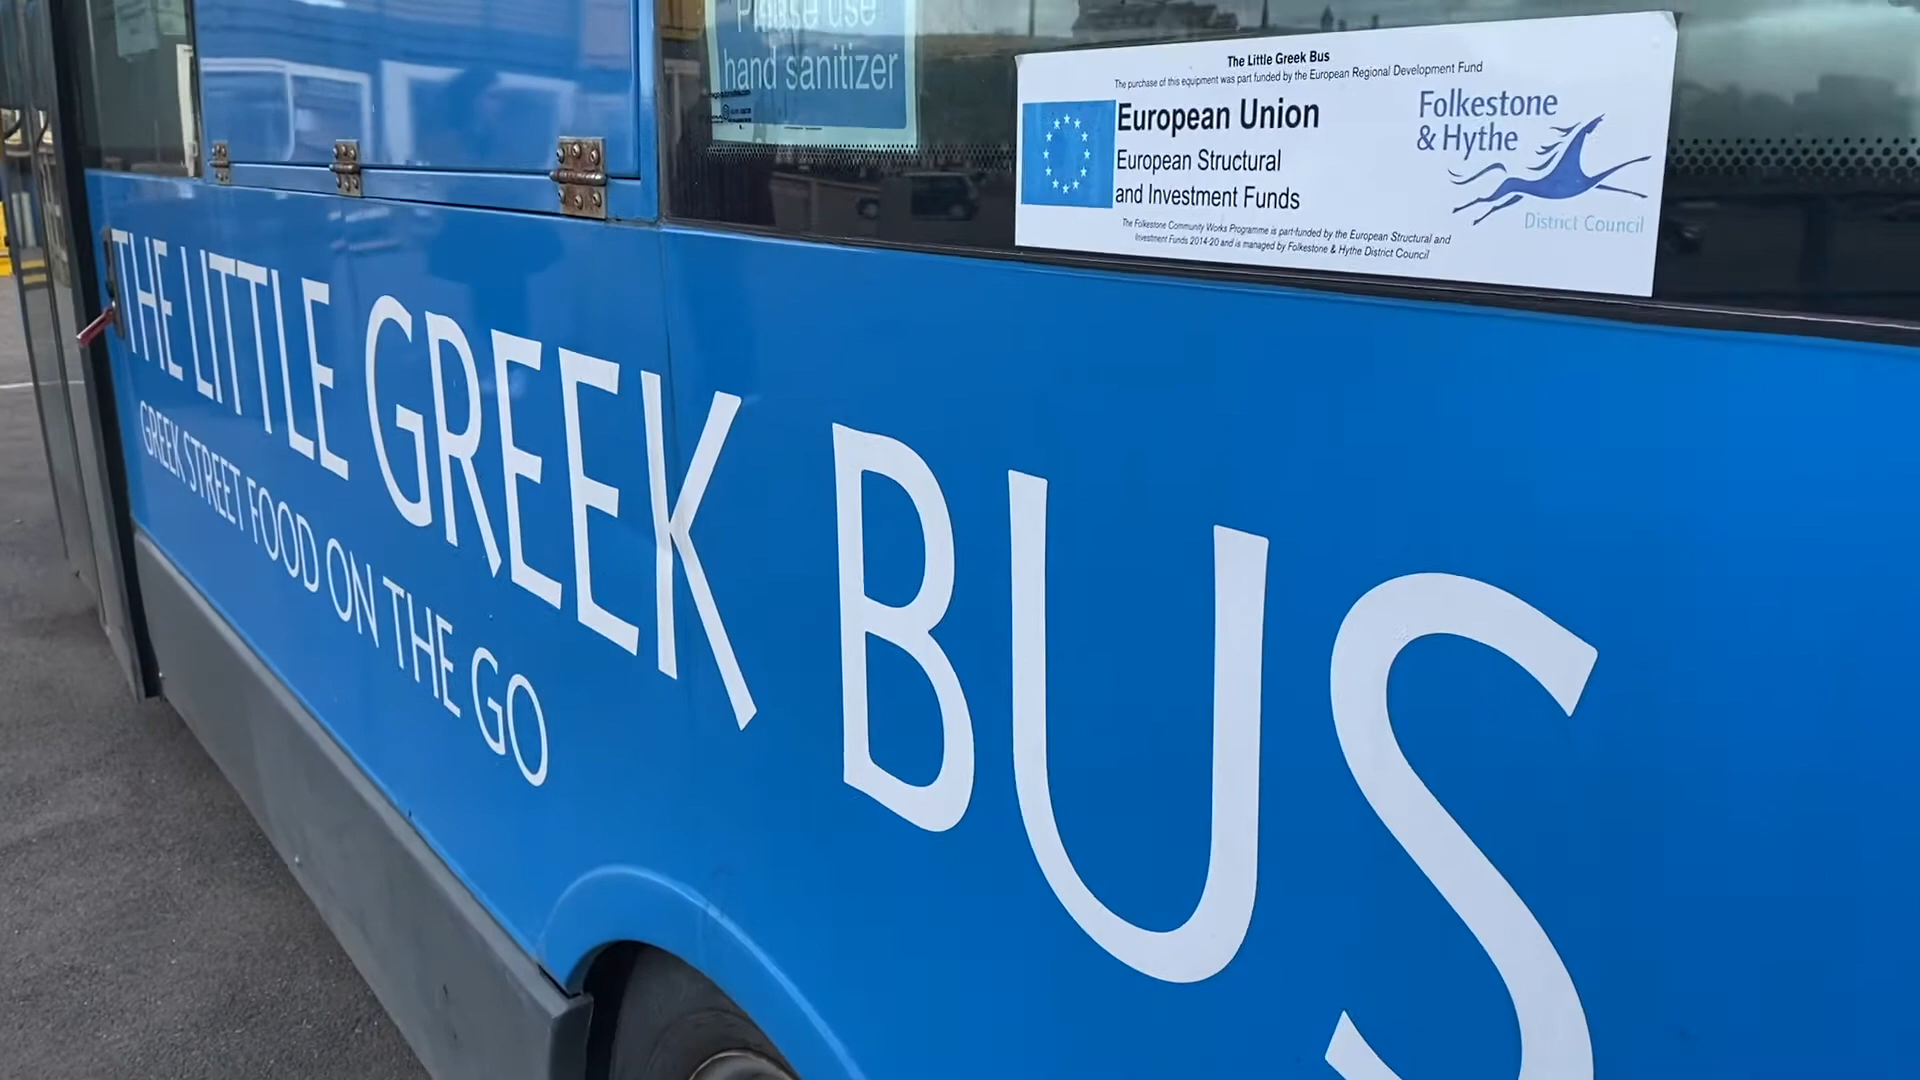 Please use
hand sanitizer
The Little Greek Bus
The purchase of this equipment was part funded by the European Regional Development Fund
European Union
European Structural
and Investment Funds
Folkestone
& Hythe
District Council
The Folkestone Community Works Programme is part-funded by the European Structural and
Investment Funds 2014-20 and is managed by Folkestone & Hythe District Council
THE LITTLE GREEK BUS
GREEK STREET FOOD ON THE GO